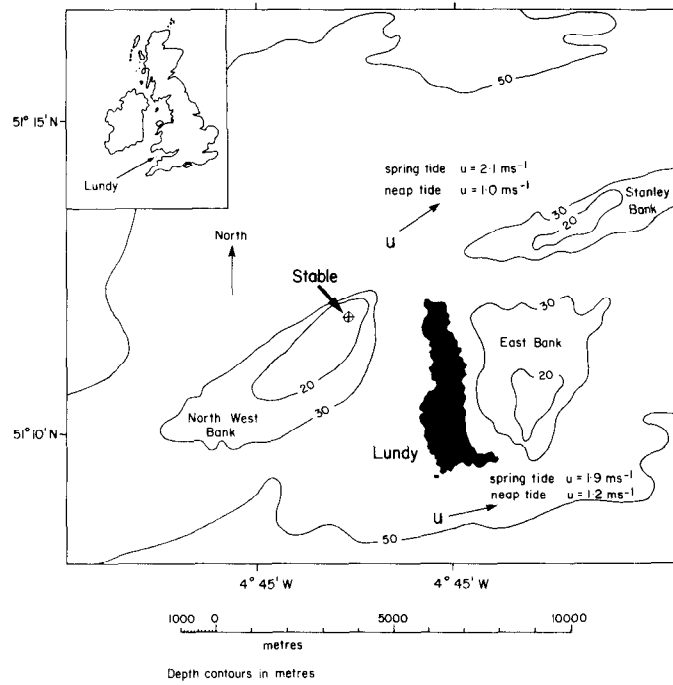 50
51° 15' N
Lundy
spring tide u = 2·1 ms⁻¹
neap tide u = 1·0 ms⁻¹
Stanley
Bank
30
20
u
North
Stable
30
East Bank
20
20
30
North West
Bank
51° 10' N
Lundy
spring tide u = 1·9 ms⁻¹
neap tide u = 1·2 ms⁻¹
u
50
4° 45' W
4° 45' W
1000 0 5000 10000
metres
Depth contours in metres